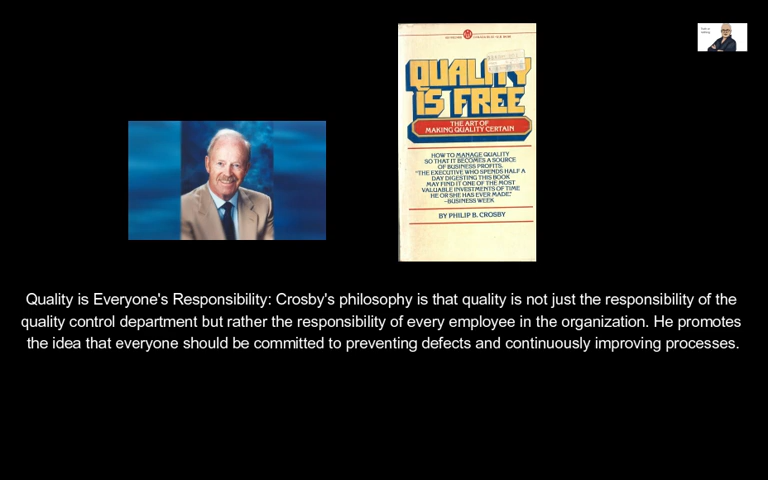 QUALITY
IS FREE
THE ART OF
MAKING QUALITY CERTAIN
HOW TO MANAGE QUALITY
SO THAT IT BECOMES A SOURCE
OF BUSINESS PROFITS.
"THE EXECUTIVE WHO SPENDS HALF A
DAY DIGESTING THIS BOOK
MAY FIND IT ONE OF THE MOST
VALUABLE INVESTMENTS OF TIME
HE OR SHE HAS EVER MADE."
—BUSINESS WEEK
BY PHILIP B. CROSBY
Quality is Everyone's Responsibility: Crosby's philosophy is that quality is not just the responsibility of the
quality control department but rather the responsibility of every employee in the organization. He promotes
the idea that everyone should be committed to preventing defects and continuously improving processes.